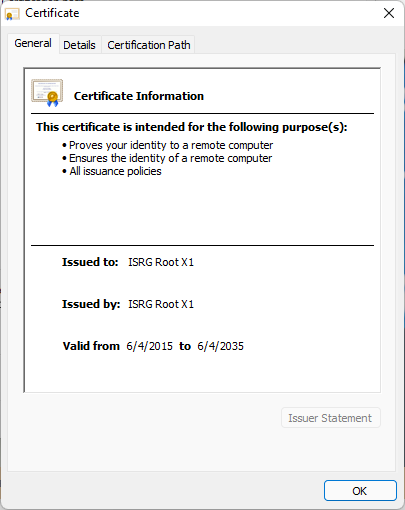 Certificate
General Details Certification Path
Certificate Information
This certificate is intended for the following purpose(s):
• Proves your identity to a remote computer
• Ensures the identity of a remote computer
• All issuance policies
Issued to: ISRG Root X1
Issued by: ISRG Root X1
Valid from 6/4/2015 to 6/4/2035
Issuer Statement
OK